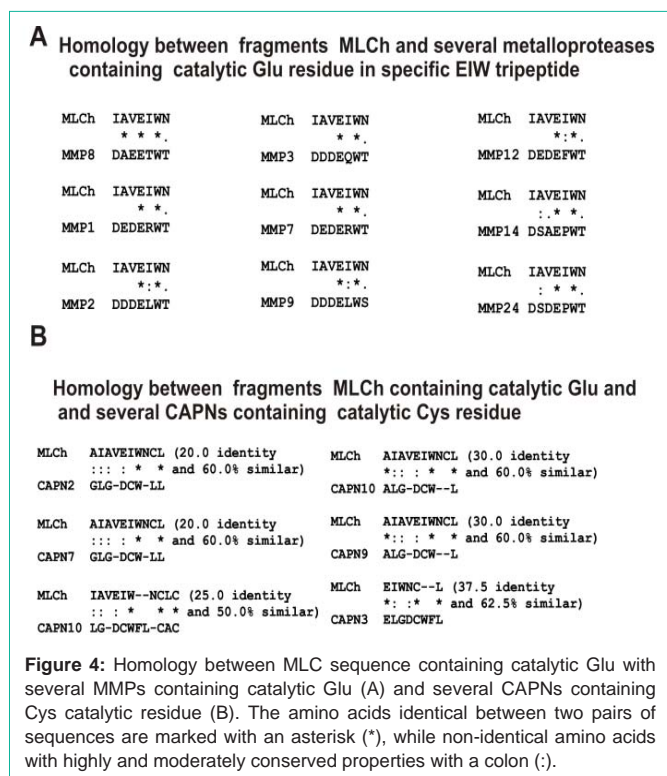 A Homology between fragments MLCh and several metalloproteases
containing catalytic Glu residue in specific EIW tripeptide
MLCh IAVEIWN
* * *.
MMP8 DAEETWT
MLCh IAVEIWN
* *.
MMP1 DEDERWT
MLCh IAVEIWN
*:*.
MMP2 DDDELWT
MLCh IAVEIWN
* *.
MMP3 DDDEQWT
MLCh IAVEIWN
* *.
MMP7 DEDERWT
MLCh IAVEIWN
*:*.
MMP9 DDDELWS
MLCh IAVEIWN
*:*.
MMP12 DEDEFWT
MLCh IAVEIWN
:.* *.
MMP14 DSAEPWT
MLCh IAVEIWN
: * *.
MMP24 DSDEPWT
B
Homology between fragments MLCh containing catalytic Glu and
and several CAPNs containing catalytic Cys residue
MLCh AIAVEIWNCL (20.0 identity
::: : * * and 60.0% similar)
CAPN2 GLG-DCW-LL
MLCh AIAVEIWNCL (20.0 identity
::: : * * and 60.0% similar)
CAPN7 GLG-DCW-LL
MLCh IAVEIW--NCLC (25.0 identity
:: : * * * and 50.0% similar)
CAPN10 LG-DCWFL-CAC
MLCh AIAVEIWNCL (30.0 identity
*:: : * * and 60.0% similar)
CAPN10 ALG-DCW--L
MLCh AIAVEIWNCL (30.0 identity
*:: : * * and 60.0% similar)
CAPN9 ALG-DCW--L
MLCh EIWNC--L (37.5 identity
*: :* * and 62.5% similar)
CAPN3 ELGDCWFL
Figure 4: Homology between MLC sequence containing catalytic Glu with
several MMPs containing catalytic Glu (A) and several CAPNs containing
Cys catalytic residue (B). The amino acids identical between two pairs of
sequences are marked with an asterisk (*), while non-identical amino acids
with highly and moderately conserved properties with a colon (:).